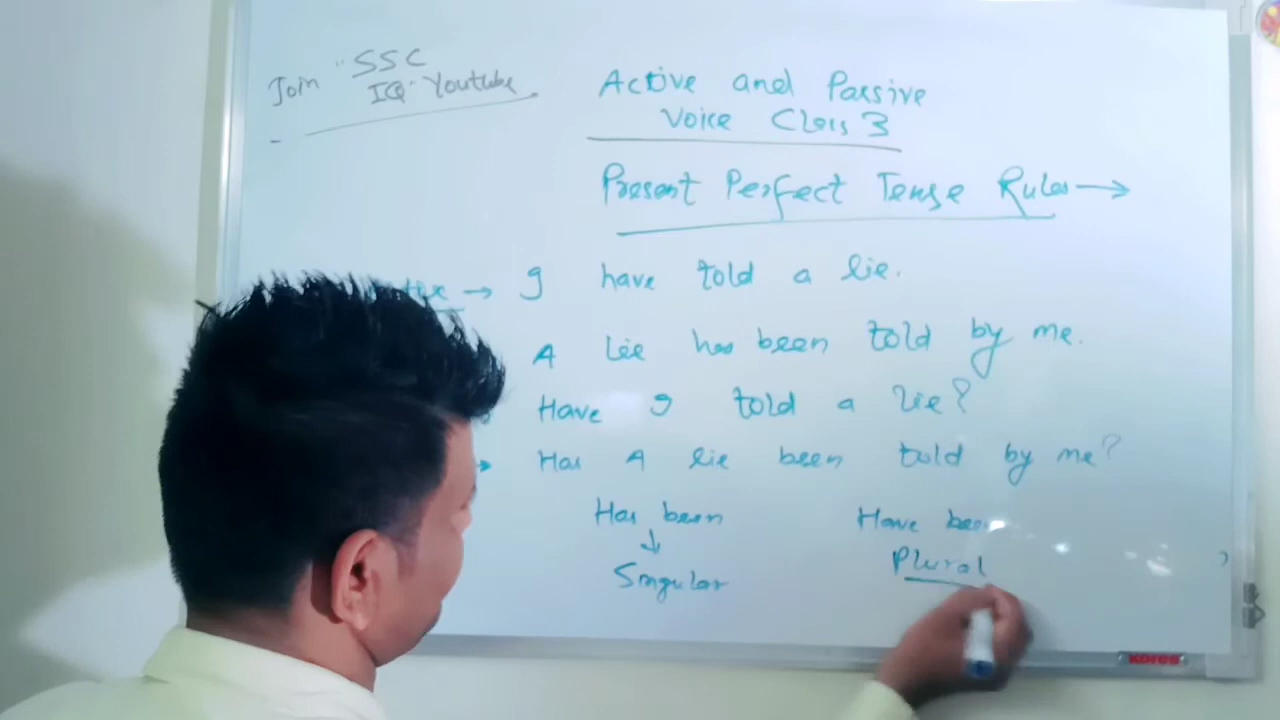 Join "SSC
IQ" Youtube
Active and Passive
Voice Class 3
Present Perfect Tense Rules →
→ I have told a lie.
A lie has been told by me.
Have I told a lie?
Has A lie been told by me?
Has been Have been
↓
Singular Plural
KORES